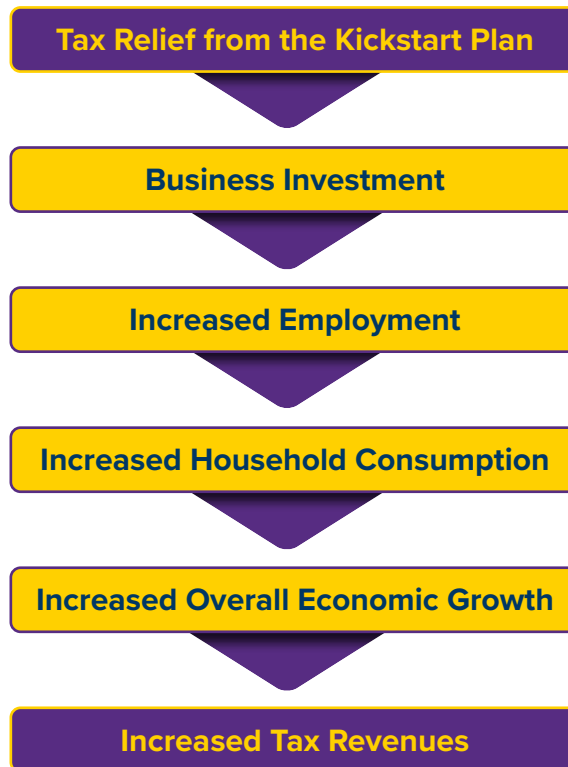 Tax Relief from the Kickstart Plan
Business Investment
Increased Employment
Increased Household Consumption
Increased Overall Economic Growth
Increased Tax Revenues